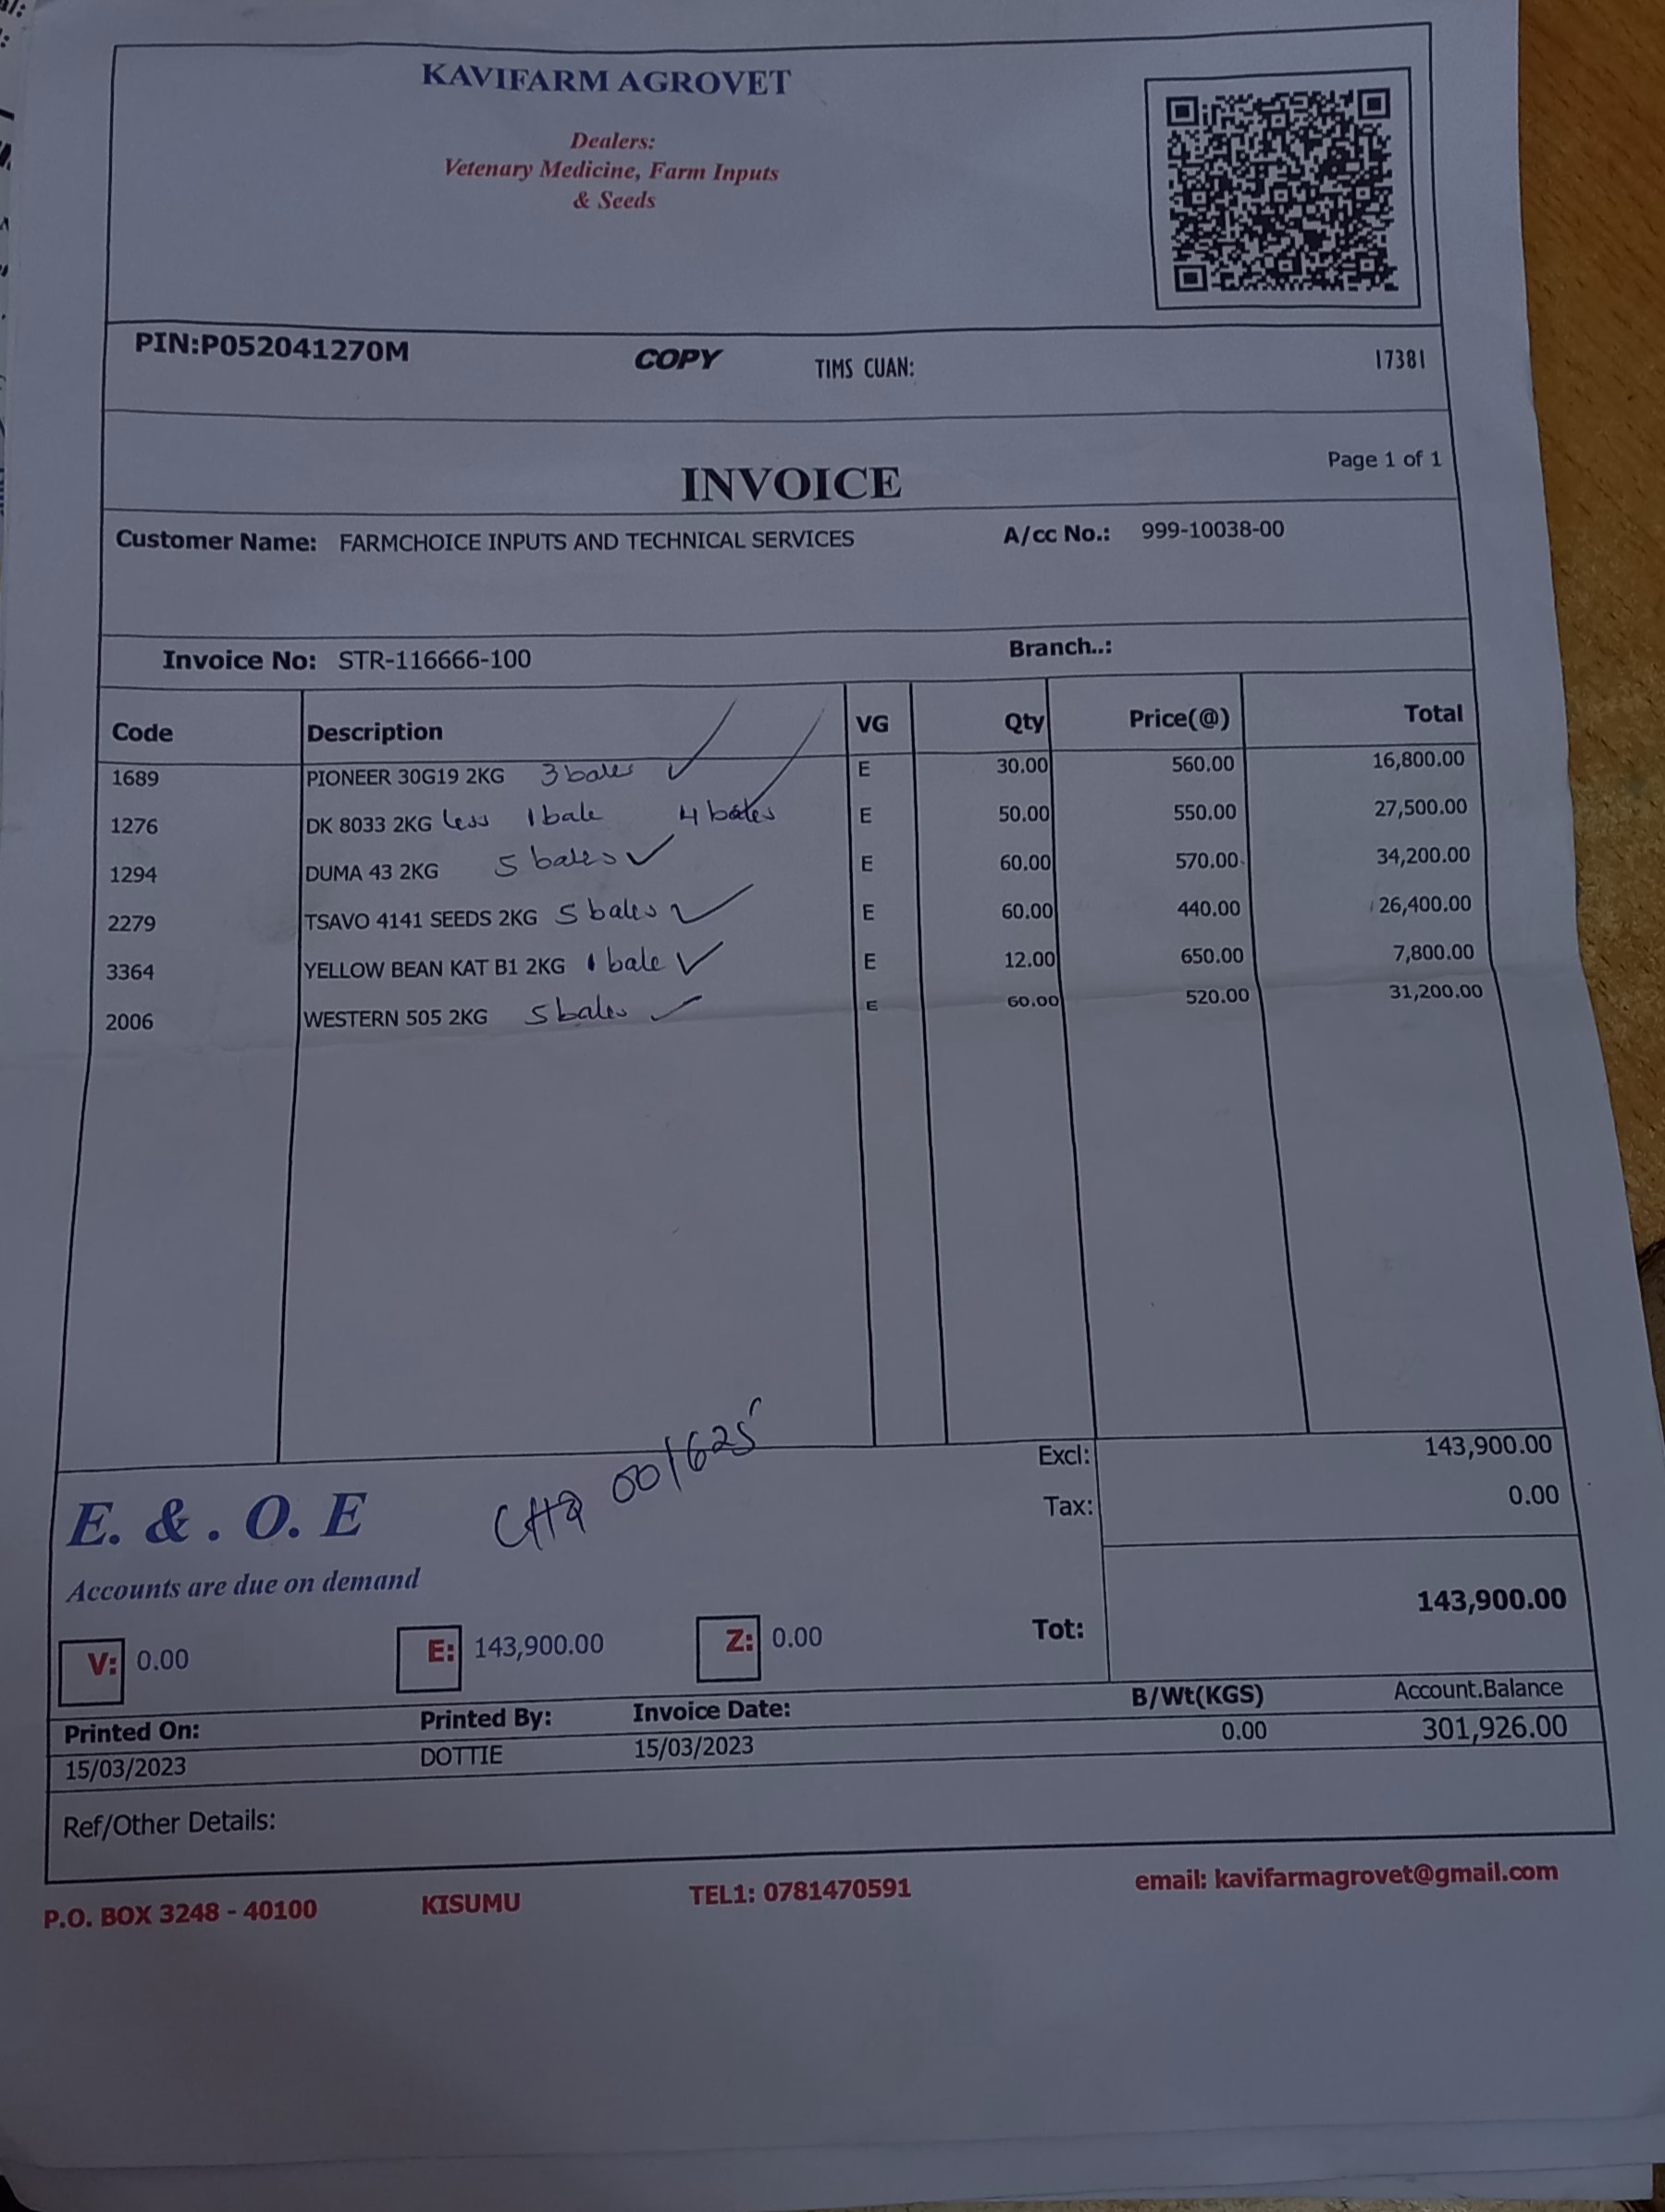 KAVIFARM AGROVET
Dealers:
Vetenary Medicine, Farm Inputs
& Seeds
PIN:P052041270M COPY TIMS CUAN: 17381
Page 1 of 1
INVOICE
Customer Name: FARMCHOICE INPUTS AND TECHNICAL SERVICES A/cc No.: 999-10038-00
Invoice No: STR-116666-100 Branch..:
Code Description VG Qty Price(@) Total
1689 PIONEER 30G19 2KG 3 bales ✓ E 30.00 560.00 16,800.00
1276 DK 8033 2KG less 1 bale 4 bales ✓ E 50.00 550.00 27,500.00
1294 DUMA 43 2KG 5 bales ✓ E 60.00 570.00 34,200.00
2279 TSAVO 4141 SEEDS 2KG 5 bales ✓ E 60.00 440.00 26,400.00
3364 YELLOW BEAN KAT B1 2KG 1 bale ✓ E 12.00 650.00 7,800.00
2006 WESTERN 505 2KG 5 bales ✓ E 60.00 520.00 31,200.00
Excl: 143,900.00
CHQ 001625
E. & . O. E Tax: 0.00
Accounts are due on demand
Tot: 143,900.00
V: 0.00 E: 143,900.00 Z: 0.00
Printed On: Printed By: Invoice Date: B/Wt(KGS) Account.Balance
15/03/2023 DOTTIE 15/03/2023 0.00 301,926.00
Ref/Other Details:
P.O. BOX 3248 - 40100 KISUMU TEL1: 0781470591 email: kavifarmagrovet@gmail.com